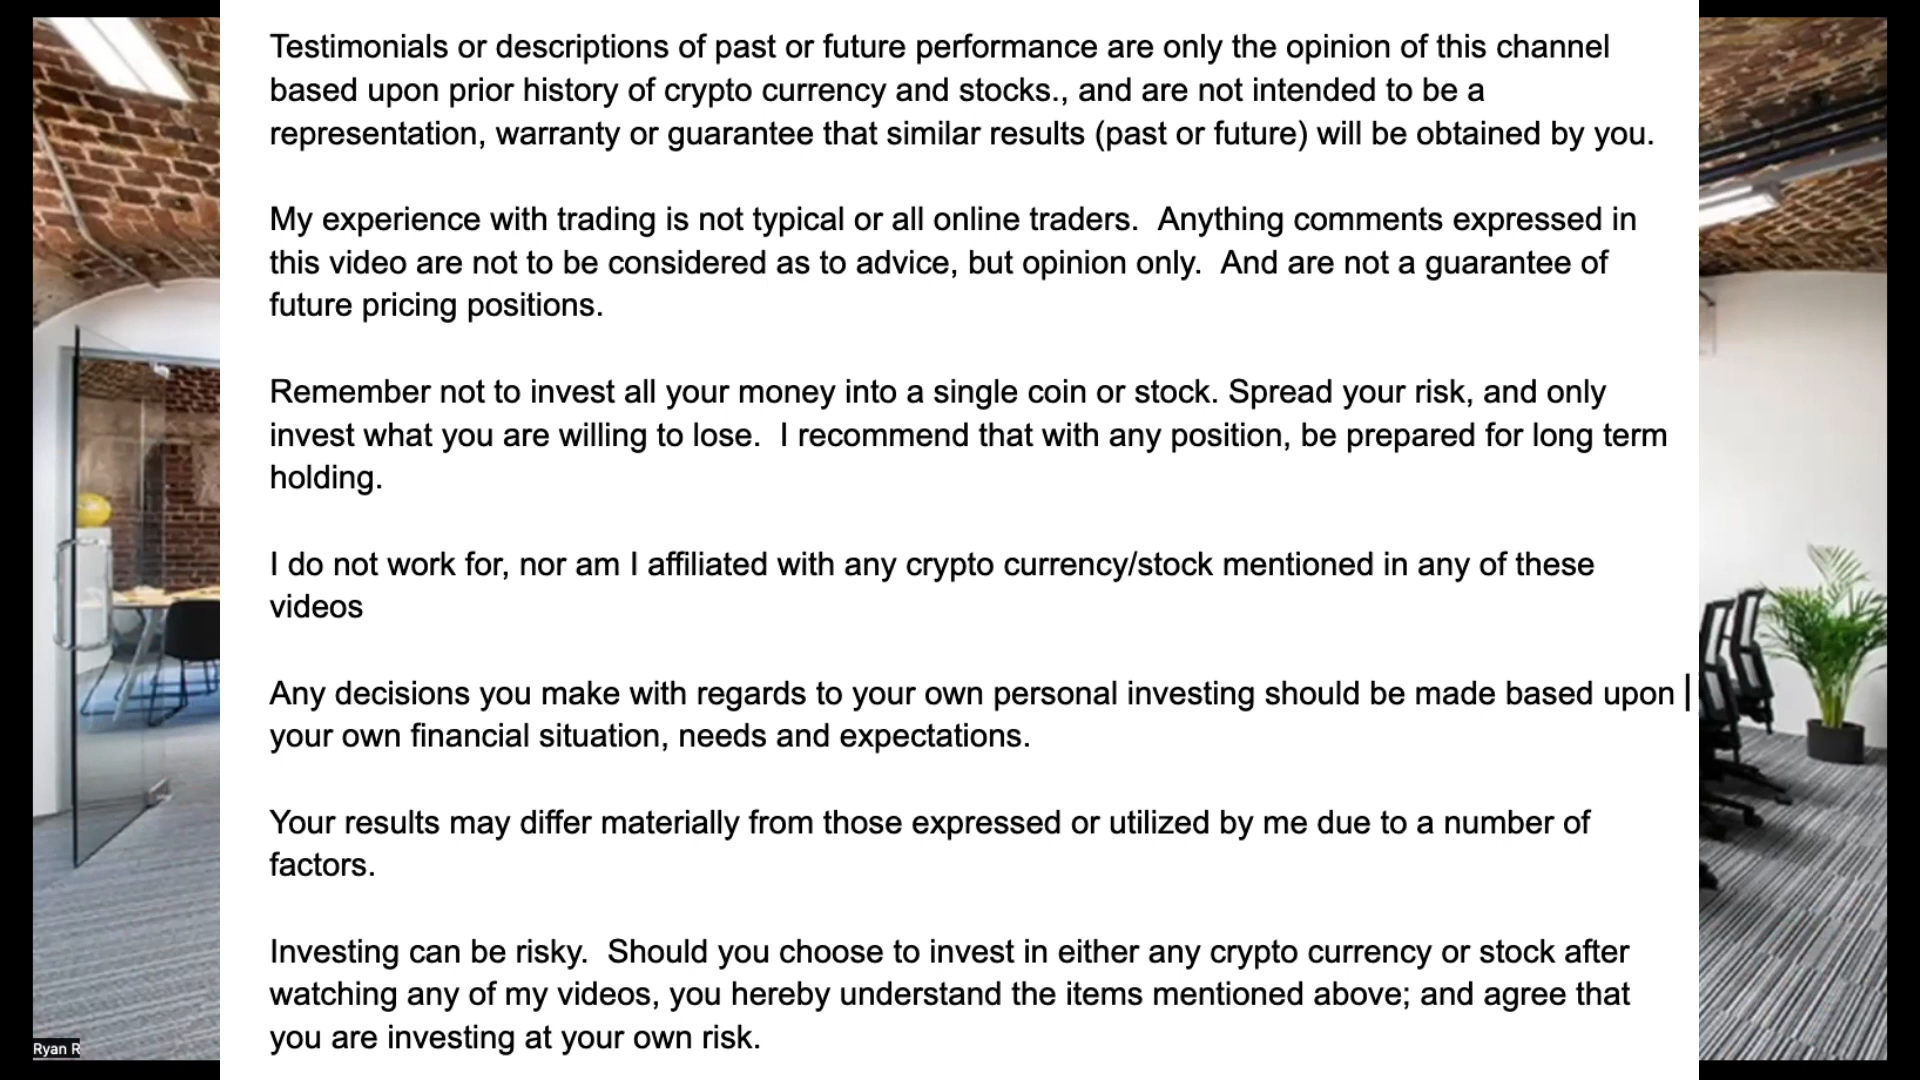 Testimonials or descriptions of past or future performance are only the opinion of this channel
based upon prior history of crypto currency and stocks., and are not intended to be a
representation, warranty or guarantee that similar results (past or future) will be obtained by you.
My experience with trading is not typical or all online traders.  Anything comments expressed in
this video are not to be considered as to advice, but opinion only.  And are not a guarantee of
future pricing positions.
Remember not to invest all your money into a single coin or stock. Spread your risk, and only
invest what you are willing to lose.  I recommend that with any position, be prepared for long term
holding.
I do not work for, nor am I affiliated with any crypto currency/stock mentioned in any of these
videos
Any decisions you make with regards to your own personal investing should be made based upon
your own financial situation, needs and expectations.
Your results may differ materially from those expressed or utilized by me due to a number of
factors.
Investing can be risky.  Should you choose to invest in either any crypto currency or stock after
watching any of my videos, you hereby understand the items mentioned above; and agree that
you are investing at your own risk.
Ryan R